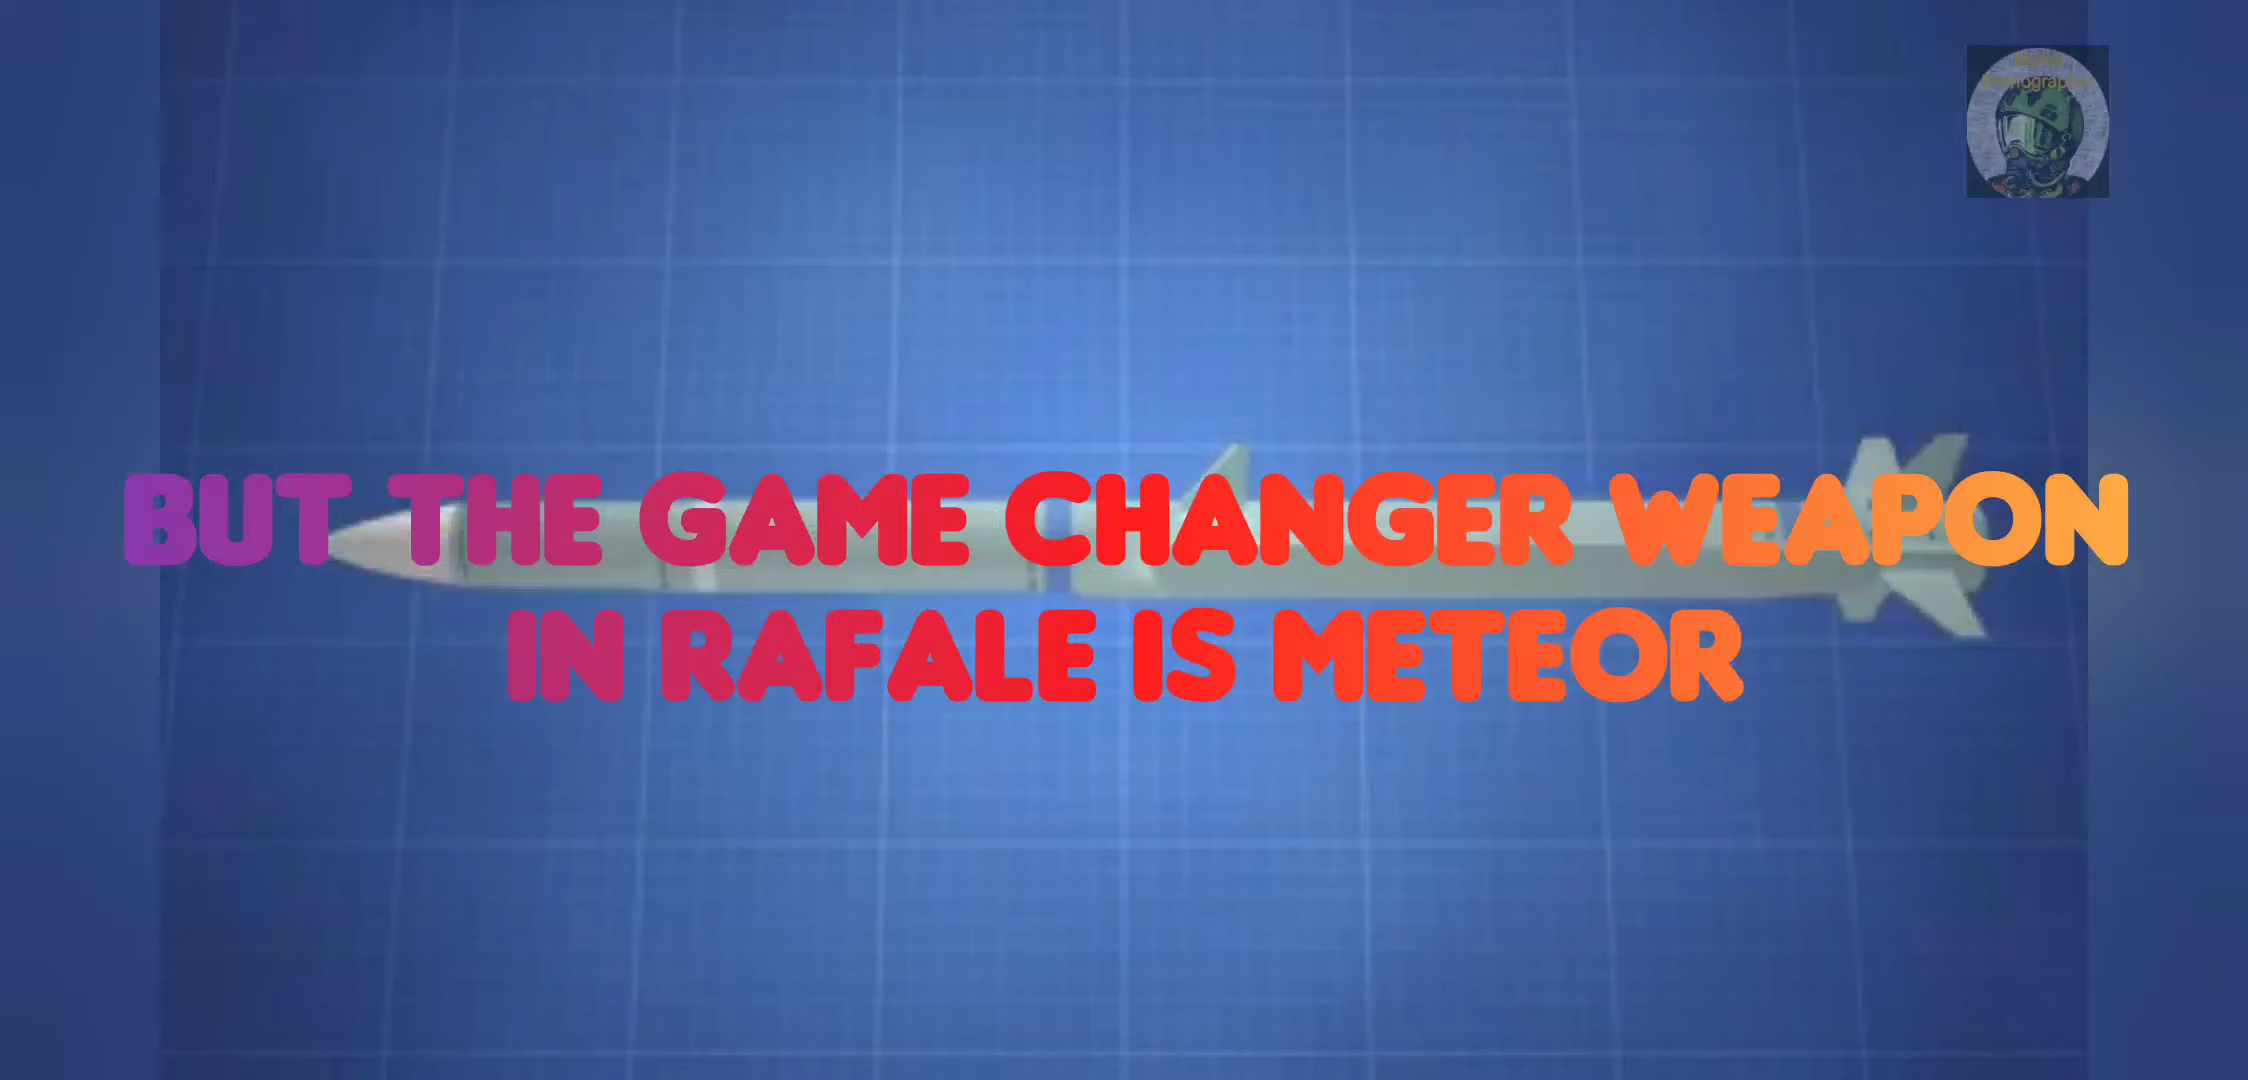 BUT THE GAME CHANGER WEAPON
IN RAFALE IS METEOR